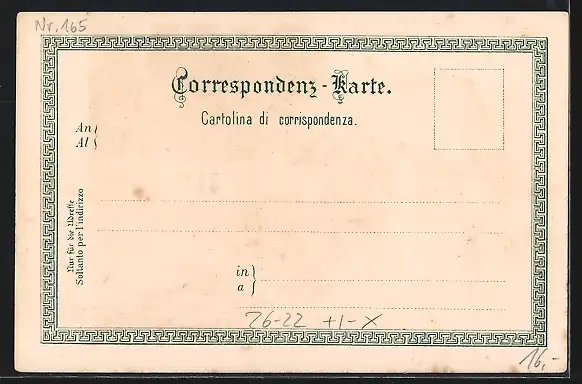 Nr. 165
Correspondenz-Karte.
Cartolina di corrispondenza.
An
Al
Nur für die Adresse
Soltanto per l'indirizzo
in
a
76-22 +1-X
16,-